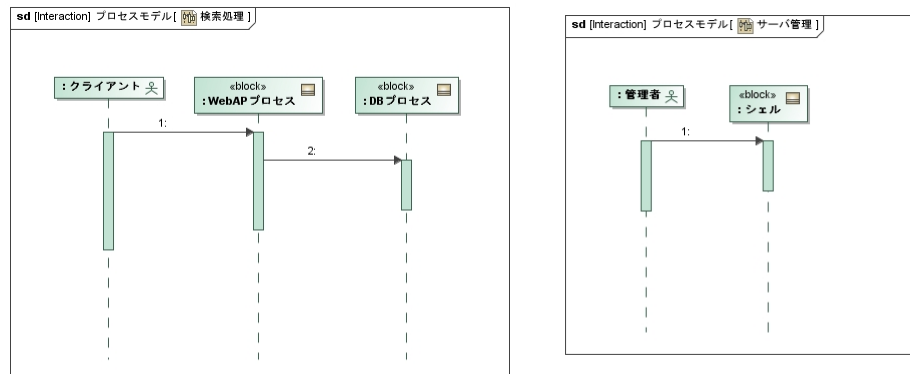 sd [Interaction] プロセスモデル[ 検索処理 ]
:クライアント
«block»
:WebAPプロセス
«block»
:DBプロセス
1:
2:
sd [Interaction] プロセスモデル[ サーバ管理 ]
:管理者
«block»
:シェル
1: